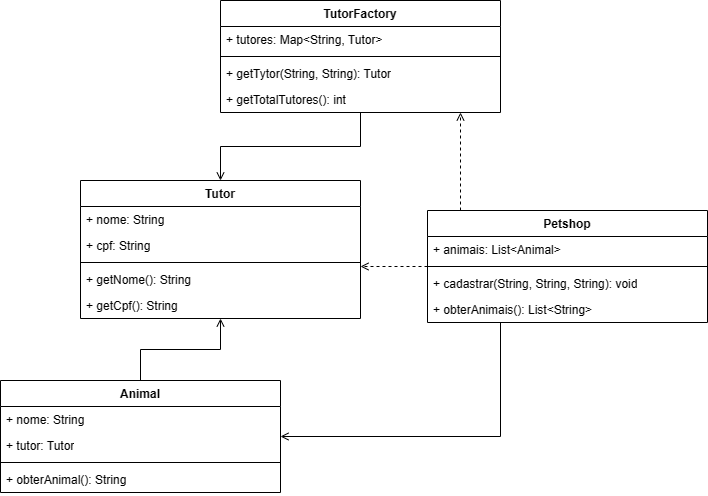 TutorFactory
+ tutores: Map<String, Tutor>
+ getTytor(String, String): Tutor
+ getTotalTutores(): int
Tutor
+ nome: String
+ cpf: String
+ getNome(): String
+ getCpf(): String
Petshop
+ animais: List<Animal>
+ cadastrar(String, String, String): void
+ obterAnimais(): List<String>
Animal
+ nome: String
+ tutor: Tutor
+ obterAnimal(): String